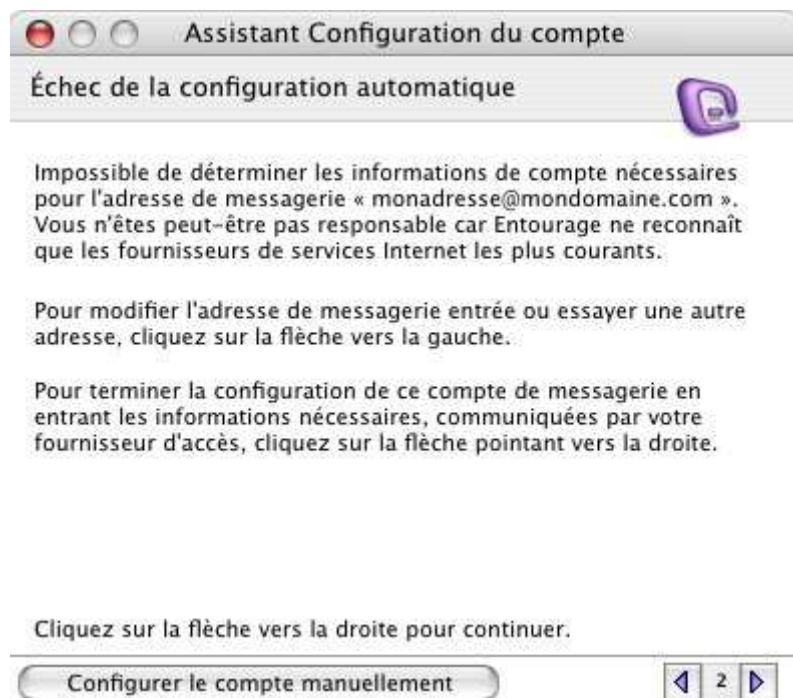 Assistant Configuration du compte
Échec de la configuration automatique
Impossible de déterminer les informations de compte nécessaires
pour l'adresse de messagerie « monadresse@mondomaine.com ».
Vous n'êtes peut-être pas responsable car Entourage ne reconnaît
que les fournisseurs de services Internet les plus courants.
Pour modifier l'adresse de messagerie entrée ou essayer une autre
adresse, cliquez sur la flèche vers la gauche.
Pour terminer la configuration de ce compte de messagerie en
entrant les informations nécessaires, communiquées par votre
fournisseur d'accès, cliquez sur la flèche pointant vers la droite.
Cliquez sur la flèche vers la droite pour continuer.
Configurer le compte manuellement
2